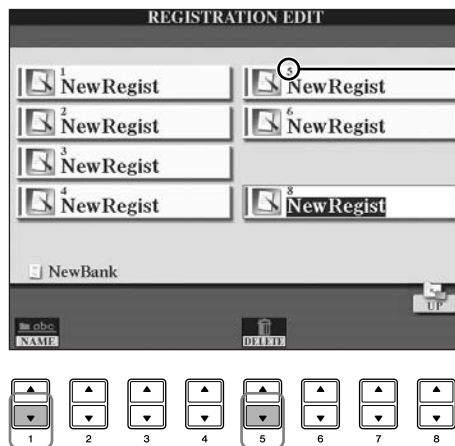 REGISTRATION EDIT
1
NewRegist
5
NewRegist
2
NewRegist
6
NewRegist
3
NewRegist
4
NewRegist
8
NewRegist
NewBank
UP
abc
NAME
DELETE
1 2 3 4 5 6 7 8